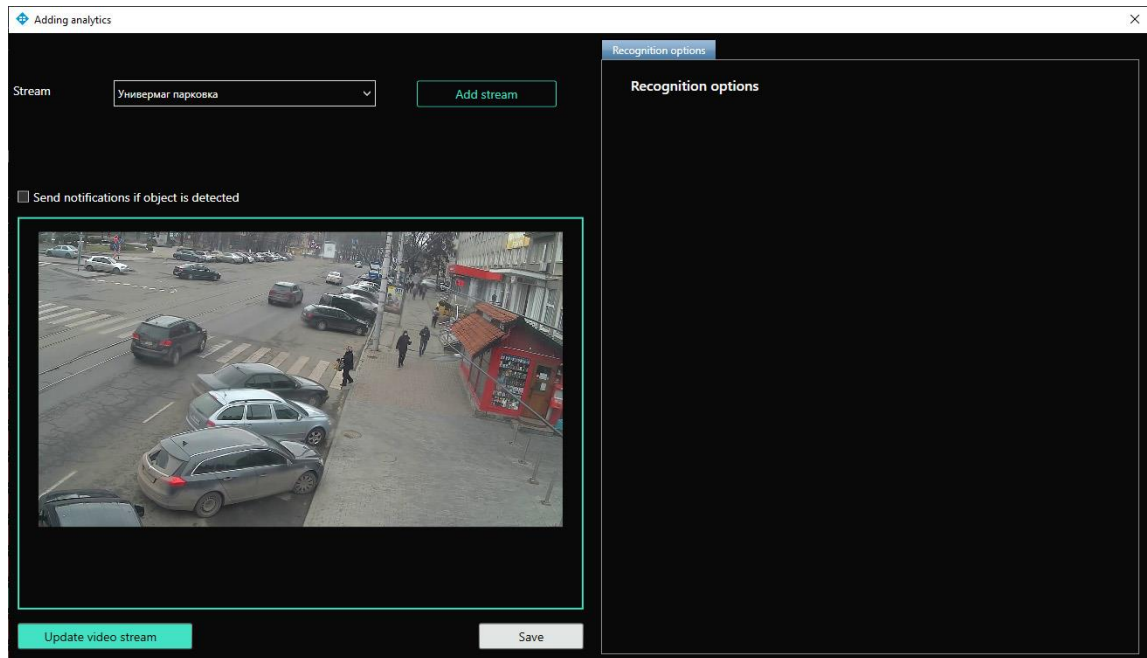 Adding analytics
Recognition options
Stream
Универмаг парковка
Add stream
Recognition options
Send notifications if object is detected
Update video stream
Save